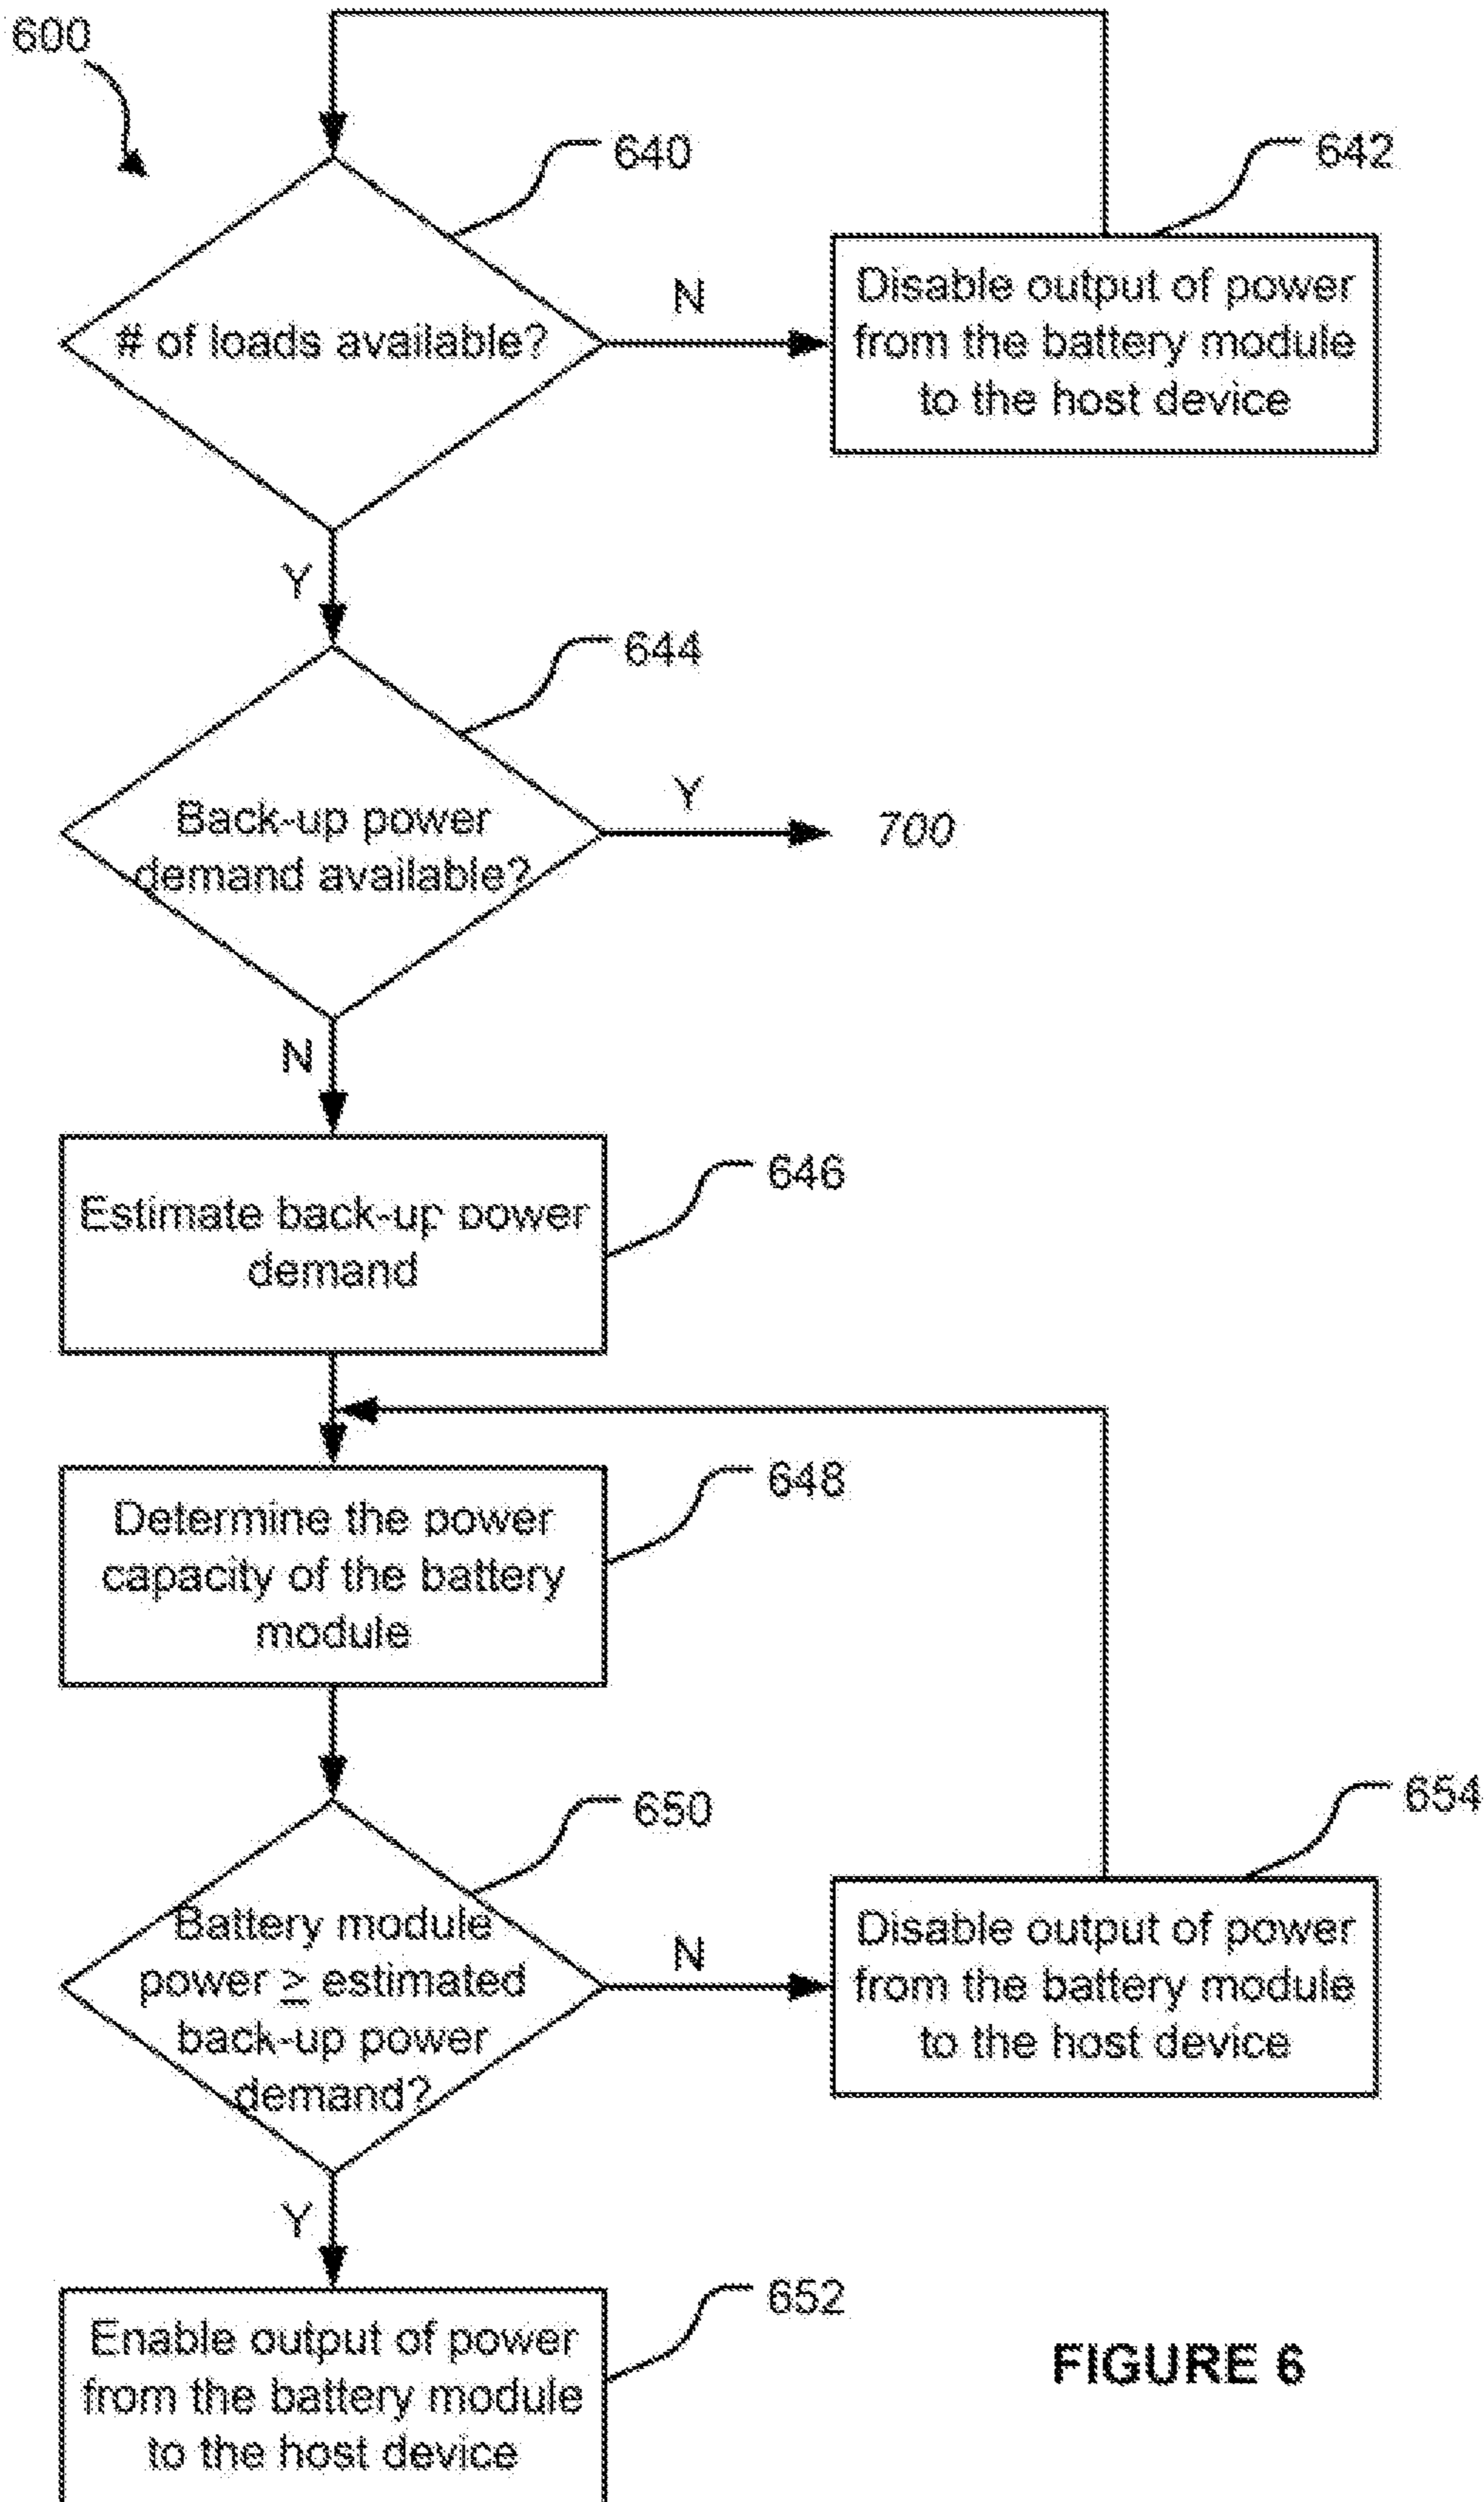 600
640
642
# of loads available?
N
Disable output of power
from the battery module
to the host device
Y
644
Back-up power
demand available?
Y
700
N
646
Estimate back-up power
demand
648
Determine the power
capacity of the battery
module
650
654
Battery module
power ≥ estimated
back-up power
demand?
N
Disable output of power
from the battery module
to the host device
Y
652
Enable output of power
from the battery module
to the host device
FIGURE 6